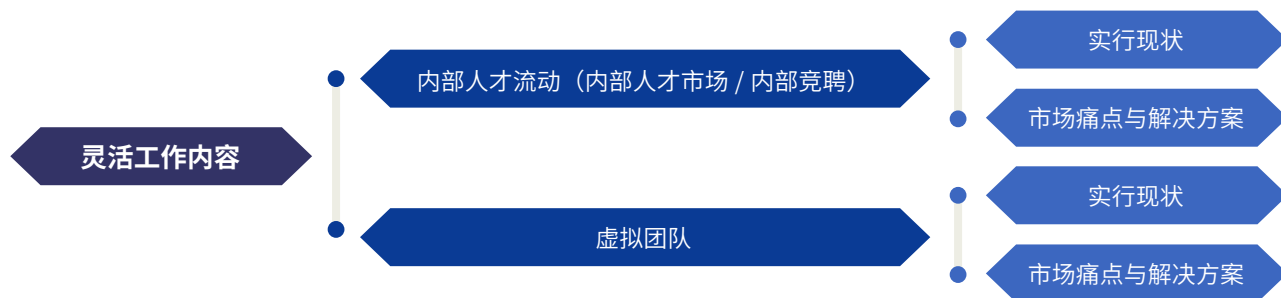 灵活工作内容
内部人才流动（内部人才市场 / 内部竞聘）
实行现状
市场痛点与解决方案
虚拟团队
实行现状
市场痛点与解决方案